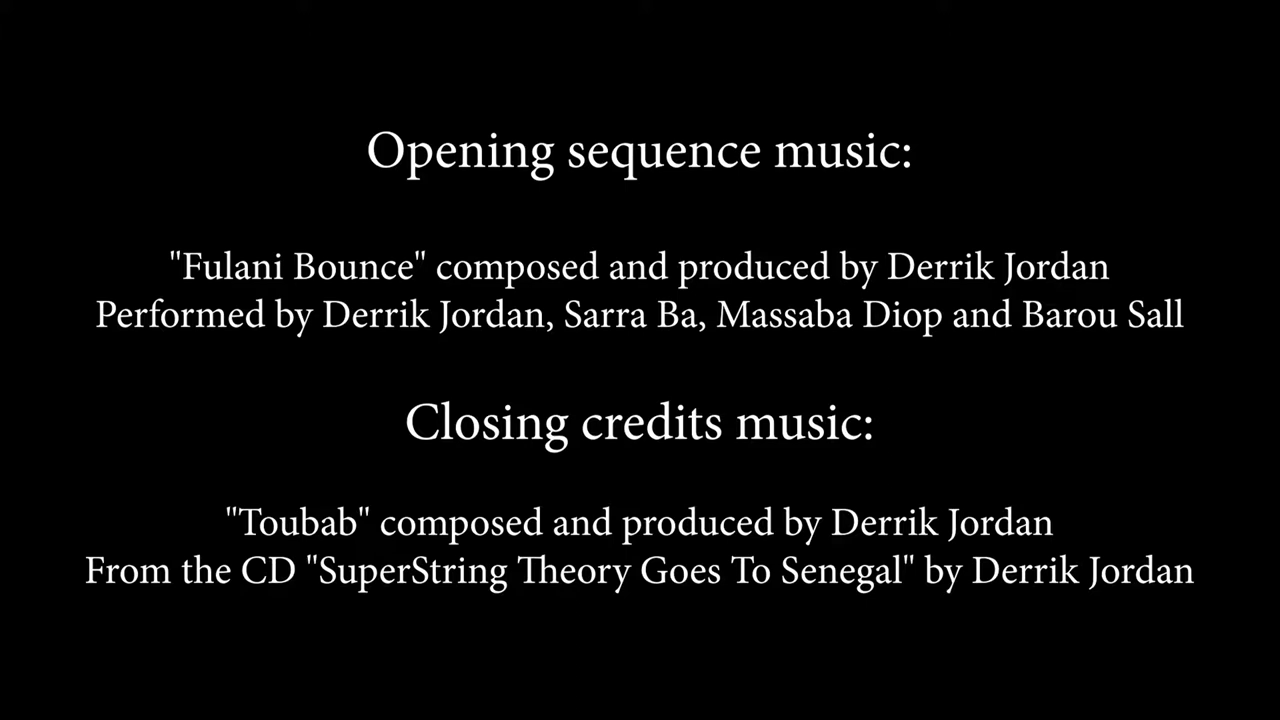 Opening sequence music:
"Fulani Bounce" composed and produced by Derrik Jordan
Performed by Derrik Jordan, Sarra Ba, Massaba Diop and Barou Sall
Closing credits music:
"Toubab" composed and produced by Derrik Jordan
From the CD "SuperString Theory Goes To Senegal" by Derrik Jordan